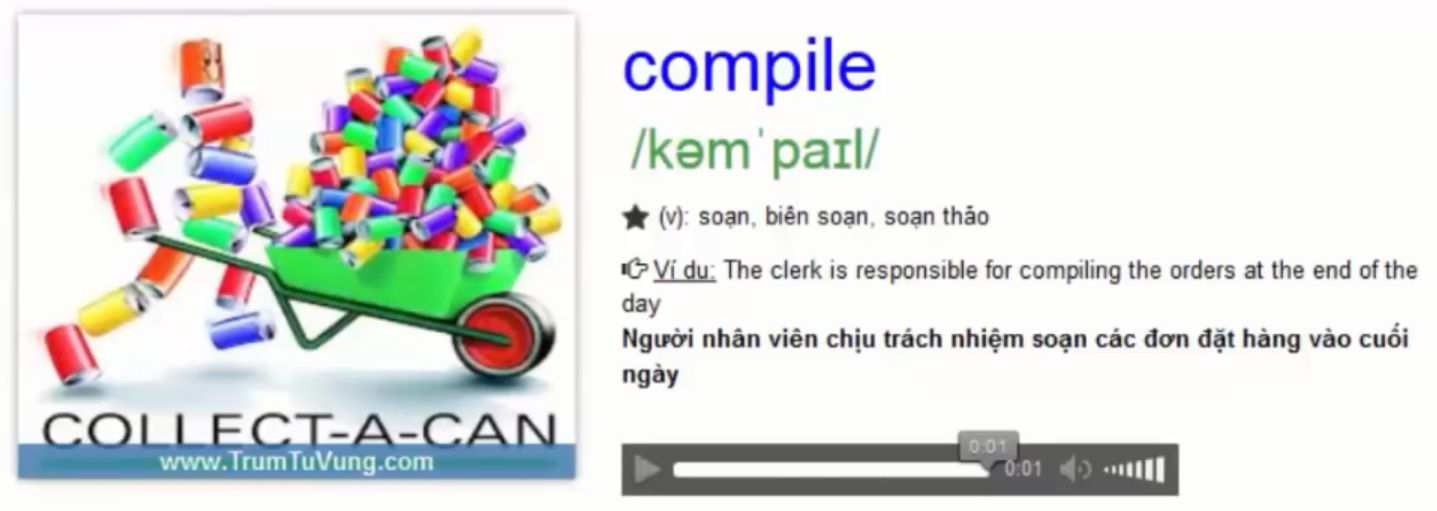 compile
/kəmˈpaɪl/
(v): soạn, biên soạn, soạn thảo
Ví dụ: The clerk is responsible for compiling the orders at the end of the
day
Người nhân viên chịu trách nhiệm soạn các đơn đặt hàng vào cuối
ngày
COLLECT-A-CAN
www.TrumTuVung.com
0:01
0:01